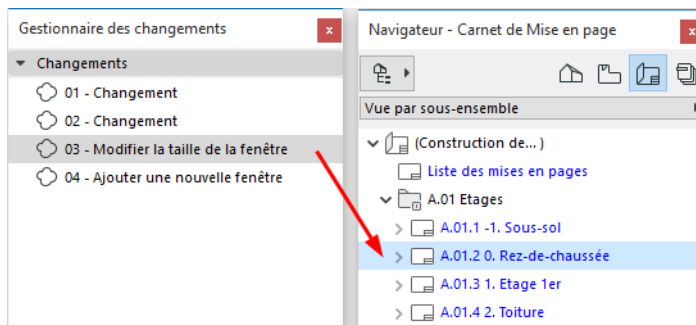 Gestionnaire des changements
Changements
01 - Changement
02 - Changement
03 - Modifier la taille de la fenêtre
04 - Ajouter une nouvelle fenêtre
Navigateur - Carnet de Mise en page
Vue par sous-ensemble
(Construction de... )
Liste des mises en pages
A.01 Etages
A.01.1 -1. Sous-sol
A.01.2 0. Rez-de-chaussée
A.01.3 1. Etage 1er
A.01.4 2. Toiture